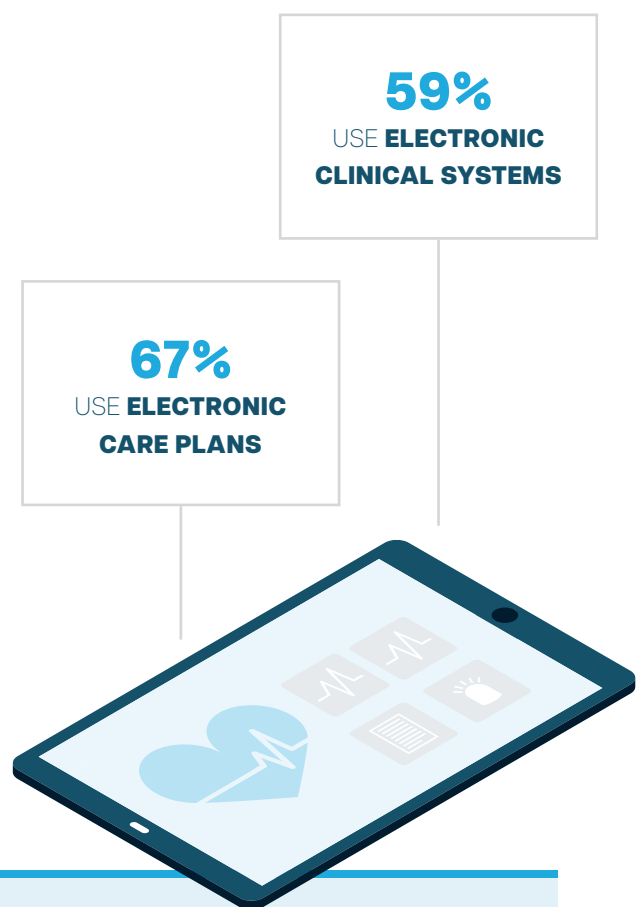 59%
USE ELECTRONIC
CLINICAL SYSTEMS
67%
USE ELECTRONIC
CARE PLANS